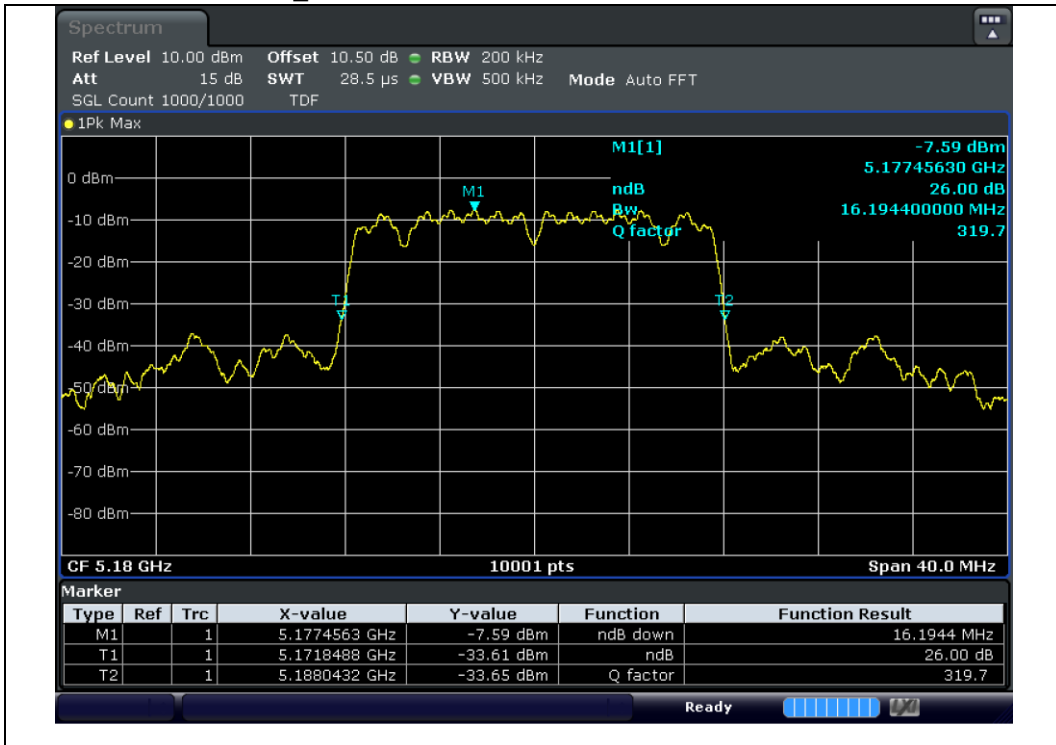 Spectrum
Ref Level 10.00 dBm Offset 10.50 dB RBW 200 kHz
Att 15 dB SWT 28.5 µs VBW 500 kHz Mode Auto FFT
SGL Count 1000/1000 TDF
1Pk Max
M1[1] -7.59 dBm
5.17745630 GHz
0 dBm
M1
ndB 26.00 dB
-10 dBm
Bw 16.194400000 MHz
Q factor 319.7
-20 dBm
-30 dBm
T1
T2
-40 dBm
-50 dBm
-60 dBm
-70 dBm
-80 dBm
CF 5.18 GHz 10001 pts Span 40.0 MHz
Marker
Type Ref Trc X-value Y-value Function Function Result
M1 1 5.1774563 GHz -7.59 dBm ndB down 16.1944 MHz
T1 1 5.1718488 GHz -33.61 dBm ndB 26.00 dB
T2 1 5.1880432 GHz -33.65 dBm Q factor 319.7
Ready
LXI